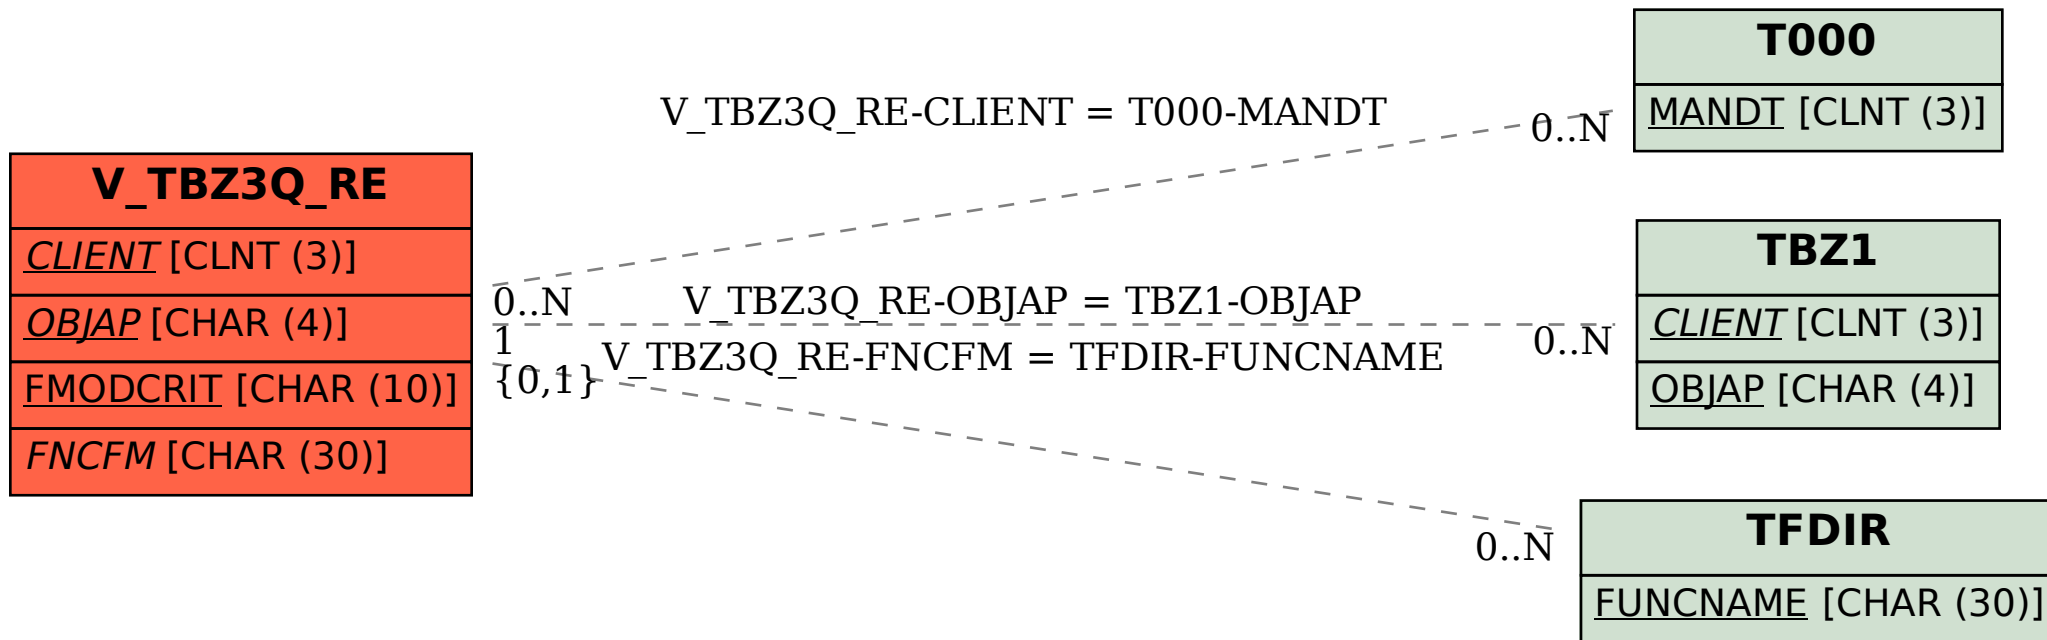 V_TBZ3Q_RE
CLIENT [CLNT (3)]
OBJAP [CHAR (4)]
FMODCRIT [CHAR (10)]
FNCFM [CHAR (30)]
V_TBZ3Q_RE-CLIENT = T000-MANDT
0..N
0..N
V_TBZ3Q_RE-OBJAP = TBZ1-OBJAP
1
0..N
V_TBZ3Q_RE-FNCFM = TFDIR-FUNCNAME
{0,1}
0..N
T000
MANDT [CLNT (3)]
TBZ1
CLIENT [CLNT (3)]
OBJAP [CHAR (4)]
TFDIR
FUNCNAME [CHAR (30)]